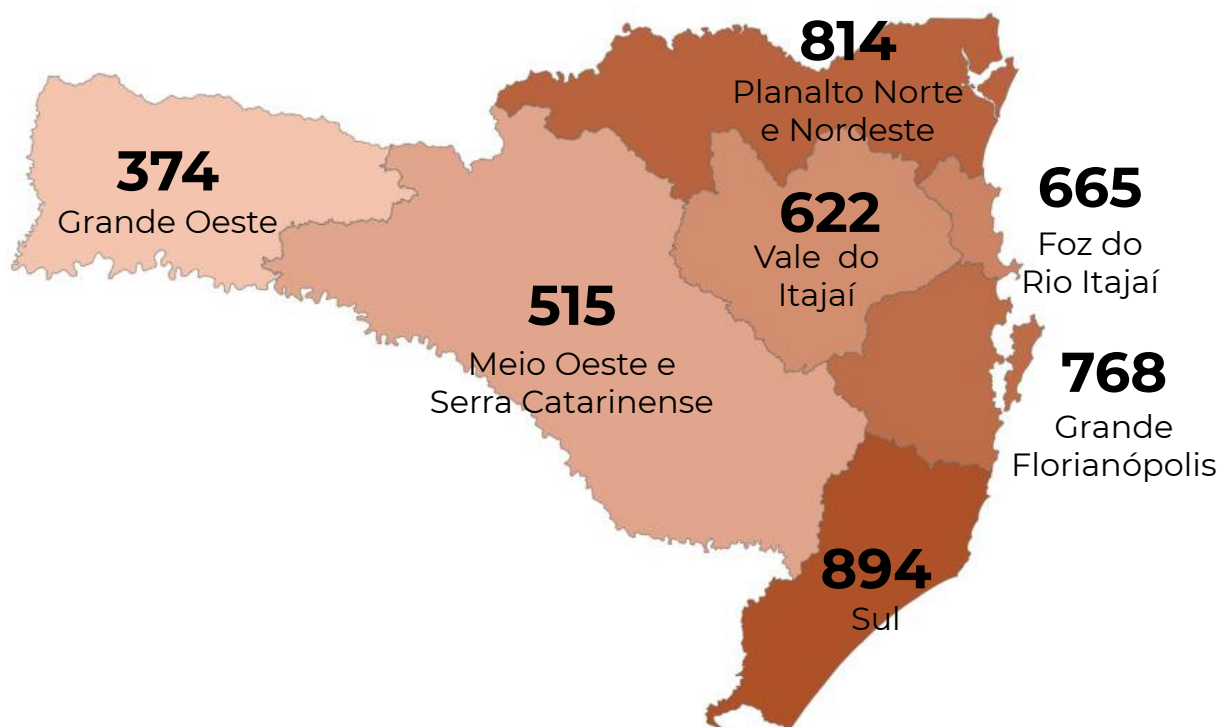 814
Planalto Norte
e Nordeste
374
Grande Oeste
665
Foz do
Rio Itajaí
622
Vale do
Itajaí
515
Meio Oeste e
Serra Catarinense
768
Grande
Florianópolis
894
Sul